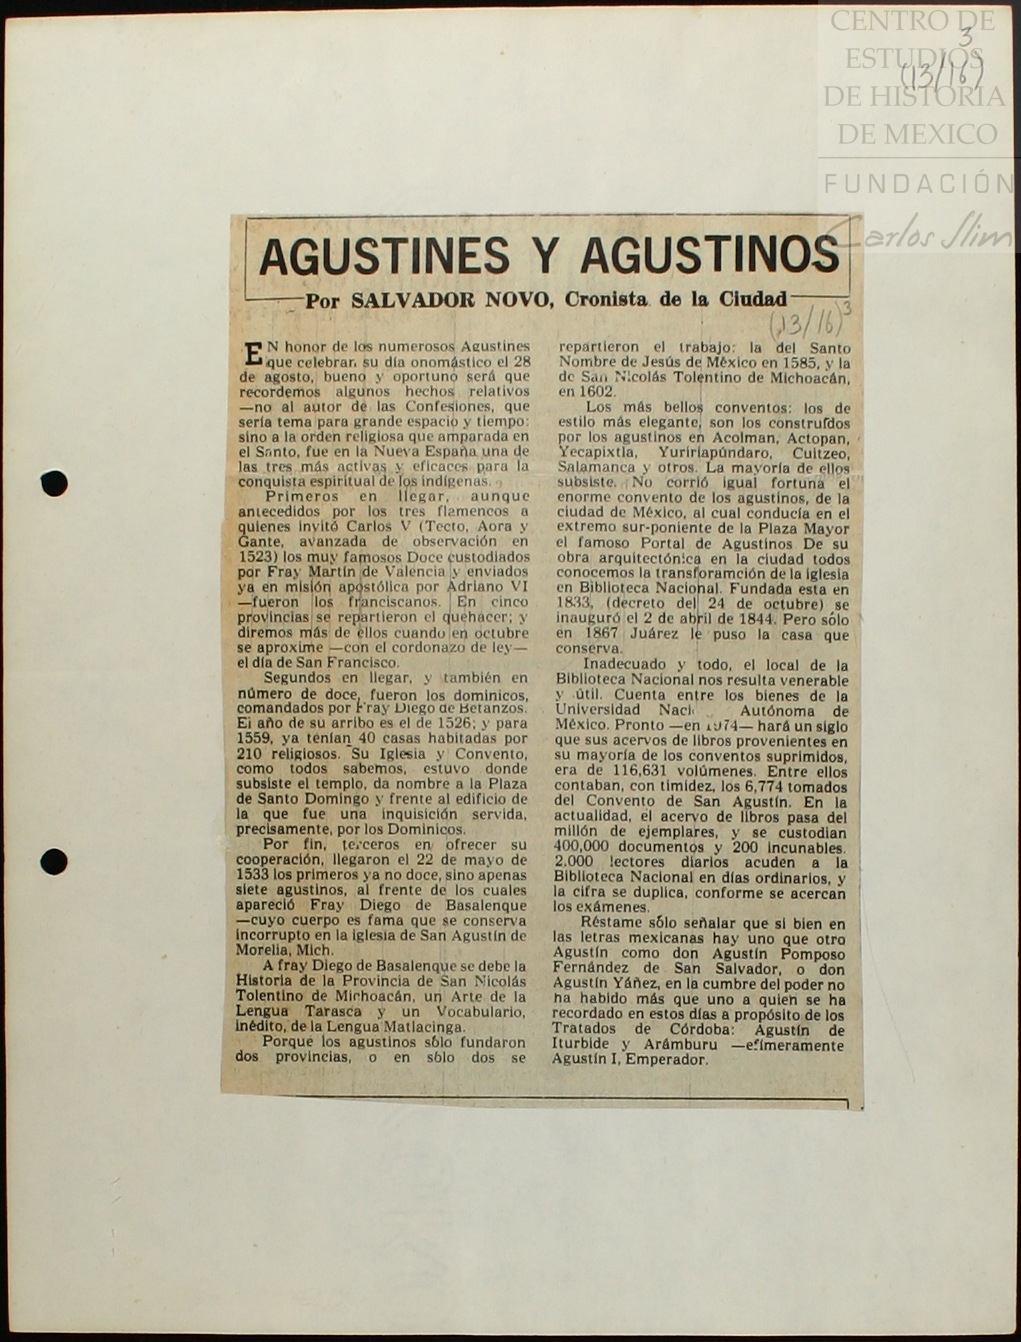 CENTRO DE
ESTUDIOS
DE HISTORIA
DE MEXICO
FUNDACIÓN
Carlos Slim
3
(13/16)
AGUSTINES Y AGUSTINOS
Por SALVADOR NOVO, Cronista de la Ciudad
(13/16) 3
EN honor de los numerosos Agustines
que celebrar, su día onomástico el 28
de agosto, bueno y oportuno será que
recordemos algunos hechos relativos
—no al autor de las Confesiones, que
sería tema para grande espacio y tiempo:
sino a la orden religiosa que amparada en
el Santo, fue en la Nueva España una de
las tres más activas y eficaces para la
conquista espiritual de los indígenas.
Primeros en llegar, aunque
antecedidos por los tres flamencos a
quienes invitó Carlos V (Tecto, Aora y
Gante, avanzada de observación en
1523) los muy famosos Doce custodiados
por Fray Martín de Valencia y enviados
ya en misión apostólica por Adriano VI
—fueron los franciscanos. En cinco
provincias se repartieron el quehacer; y
diremos más de ellos cuando en octubre
se aproxime —con el cordonazo de ley—
el día de San Francisco.
Segundos en llegar, y también en
número de doce, fueron los dominicos,
comandados por Fray Diego de Betanzos.
El año de su arribo es el de 1526; y para
1559, ya tenían 40 casas habitadas por
210 religiosos. Su Iglesia y Convento,
como todos sabemos, estuvo donde
subsiste el templo, da nombre a la Plaza
de Santo Domingo y frente al edificio de
la que fue una inquisición servida,
precisamente, por los Dominicos.
Por fin, terceros en ofrecer su
cooperación, llegaron el 22 de mayo de
1533 los primeros ya no doce, sino apenas
siete agustinos, al frente de los cuales
apareció Fray Diego de Basalenque
—cuyo cuerpo es fama que se conserva
incorrupto en la iglesia de San Agustín de
Morelia, Mich.
A fray Diego de Basalenque se debe la
Historia de la Provincia de San Nicolás
Tolentino de Michoacán, un Arte de la
Lengua Tarasca y un Vocabulario,
inédito, de la Lengua Matlacinga.
Porque los agustinos sólo fundaron
dos provincias, o en sólo dos se
repartieron el trabajo: la del Santo
Nombre de Jesús de México en 1585, y la
de San Nicolás Tolentino de Michoacán,
en 1602.
Los más bellos conventos: los de
estilo más elegante, son los construídos
por los agustinos en Acolman, Actopan,
Yecapixtla, Yuririapúndaro, Cuitzeo,
Salamanca y otros. La mayoría de ellos
subsiste. No corrió igual fortuna el
enorme convento de los agustinos, de la
ciudad de México, al cual conducía en el
extremo sur-poniente de la Plaza Mayor
el famoso Portal de Agustinos De su
obra arquitectónica en la ciudad todos
conocemos la transforamción de la iglesia
en Biblioteca Nacional. Fundada esta en
1833, (decreto del 24 de octubre) se
inauguró el 2 de abril de 1844. Pero sólo
en 1867 Juárez le puso la casa que
conserva.
Inadecuado y todo, el local de la
Biblioteca Nacional nos resulta venerable
y útil. Cuenta entre los bienes de la
Universidad Naci Autónoma de
México. Pronto —en 1974— hará un siglo
que sus acervos de libros provenientes en
su mayoría de los conventos suprimidos,
era de 116,631 volúmenes. Entre ellos
contaban, con timidez, los 6,774 tomados
del Convento de San Agustín. En la
actualidad, el acervo de libros pasa del
millón de ejemplares, y se custodian
400,000 documentos y 200 incunables.
2.000 lectores diarios acuden a la
Biblioteca Nacional en días ordinarios, y
la cifra se duplica, conforme se acercan
los exámenes.
Réstame sólo señalar que si bien en
las letras mexicanas hay uno que otro
Agustín como don Agustín Pomposo
Fernández de San Salvador, o don
Agustín Yáñez, en la cumbre del poder no
ha habido más que uno a quien se ha
recordado en estos días a propósito de los
Tratados de Córdoba: Agustín de
Iturbide y Arámburu —efímeramente
Agustín I, Emperador.